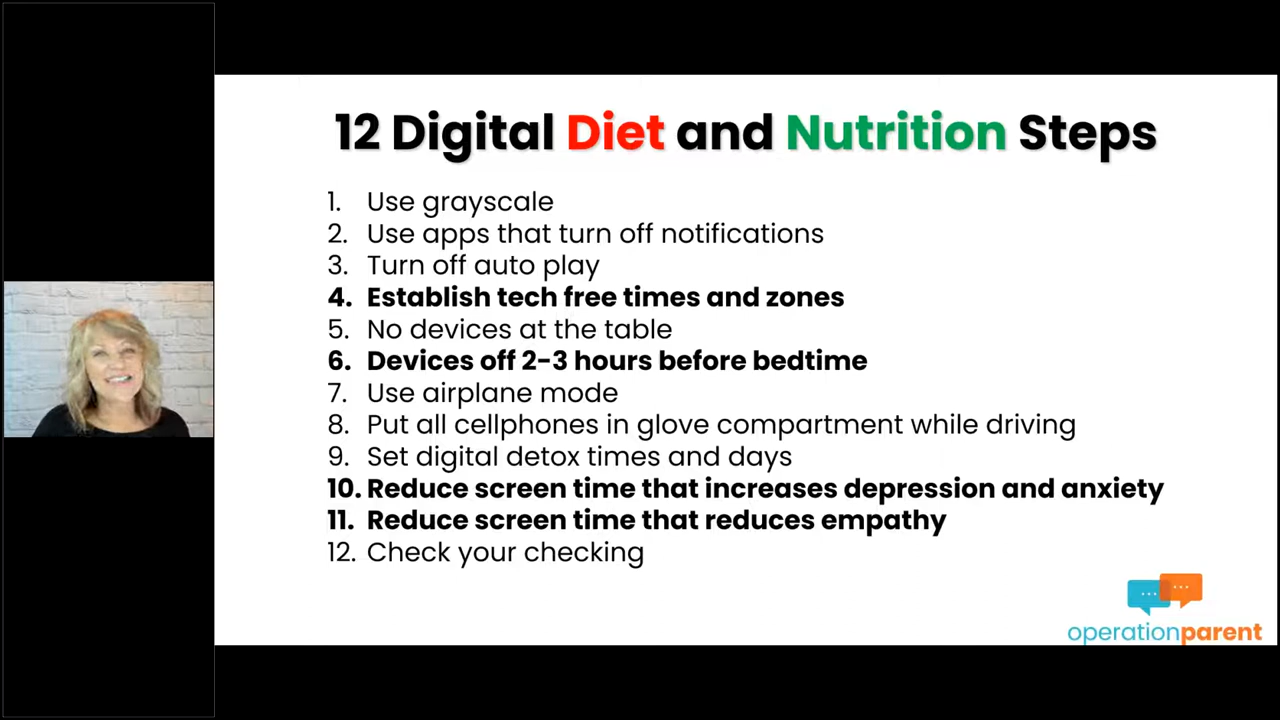 12 Digital Diet and Nutrition Steps
1. Use grayscale
2. Use apps that turn off notifications
3. Turn off auto play
4. Establish tech free times and zones
5. No devices at the table
6. Devices off 2-3 hours before bedtime
7. Use airplane mode
8. Put all cellphones in glove compartment while driving
9. Set digital detox times and days
10. Reduce screen time that increases depression and anxiety
11. Reduce screen time that reduces empathy
12. Check your checking
operationparent